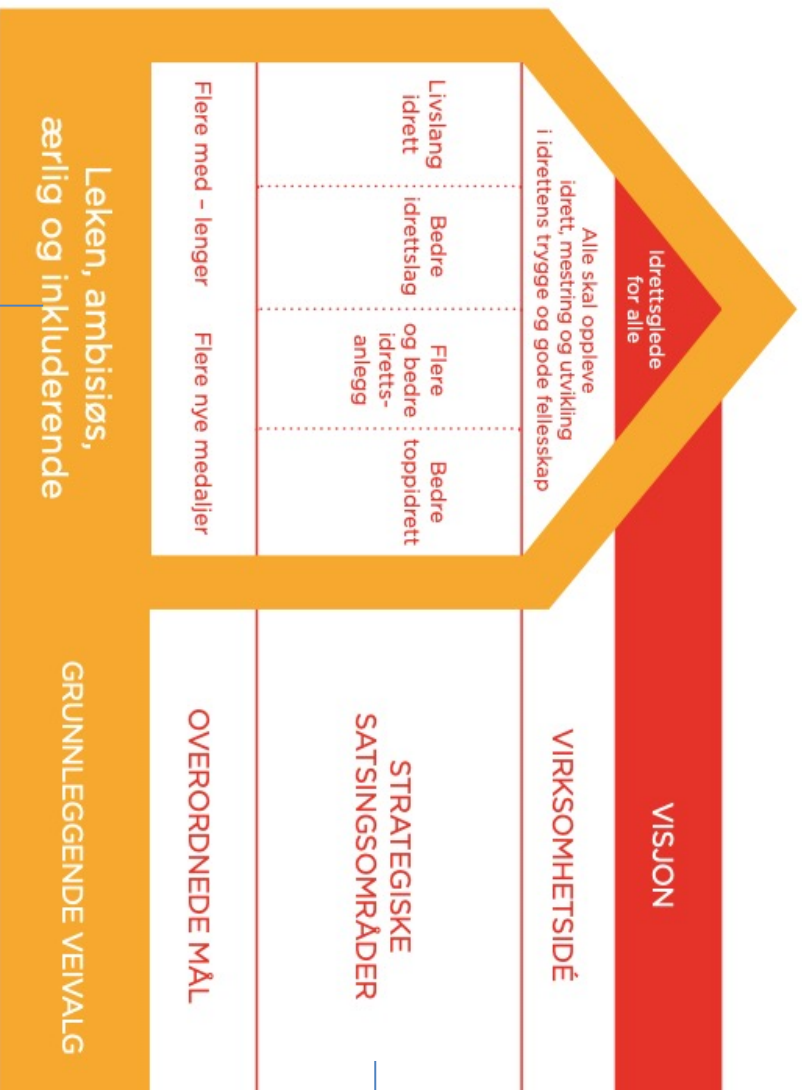 Idrettsglede
for alle
VISJON
Alle skal oppleve
idrett, mestring og utvikling
i idrettens trygge og gode fellesskap
VIRKSOMHETSIDÉ
Livslang
idrett
Bedre
idrettslag
Flere
og bedre
idretts-
anlegg
Bedre
toppidrett
STRATEGISKE
SATSINGSOMRÅDER
Flere med – lenger
Flere nye medaljer
OVERORDNEDE MÅL
Leken, ambisiøs,
ærlig og inkluderende
GRUNNLEGGENDE VEIVALG